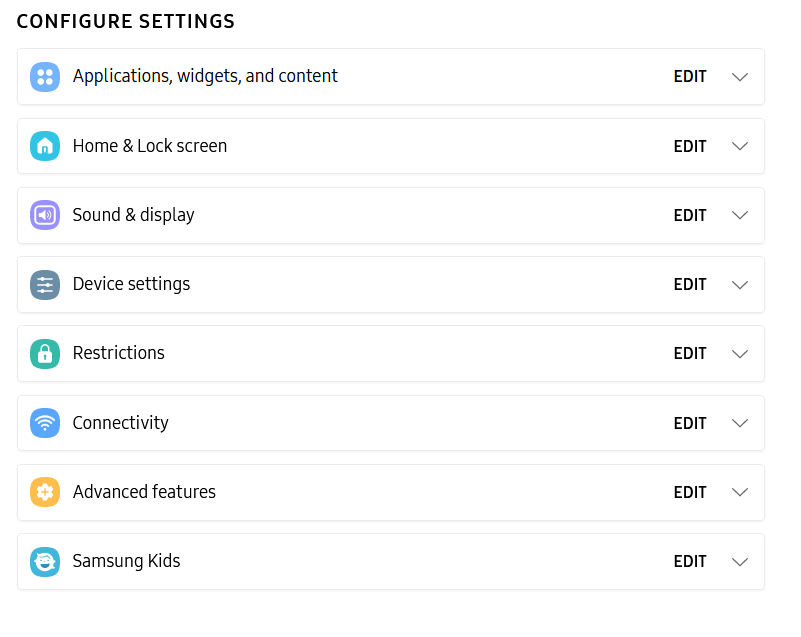 CONFIGURE SETTINGS
Applications, widgets, and content EDIT
Home & Lock screen EDIT
Sound & display EDIT
Device settings EDIT
Restrictions EDIT
Connectivity EDIT
Advanced features EDIT
Samsung Kids EDIT